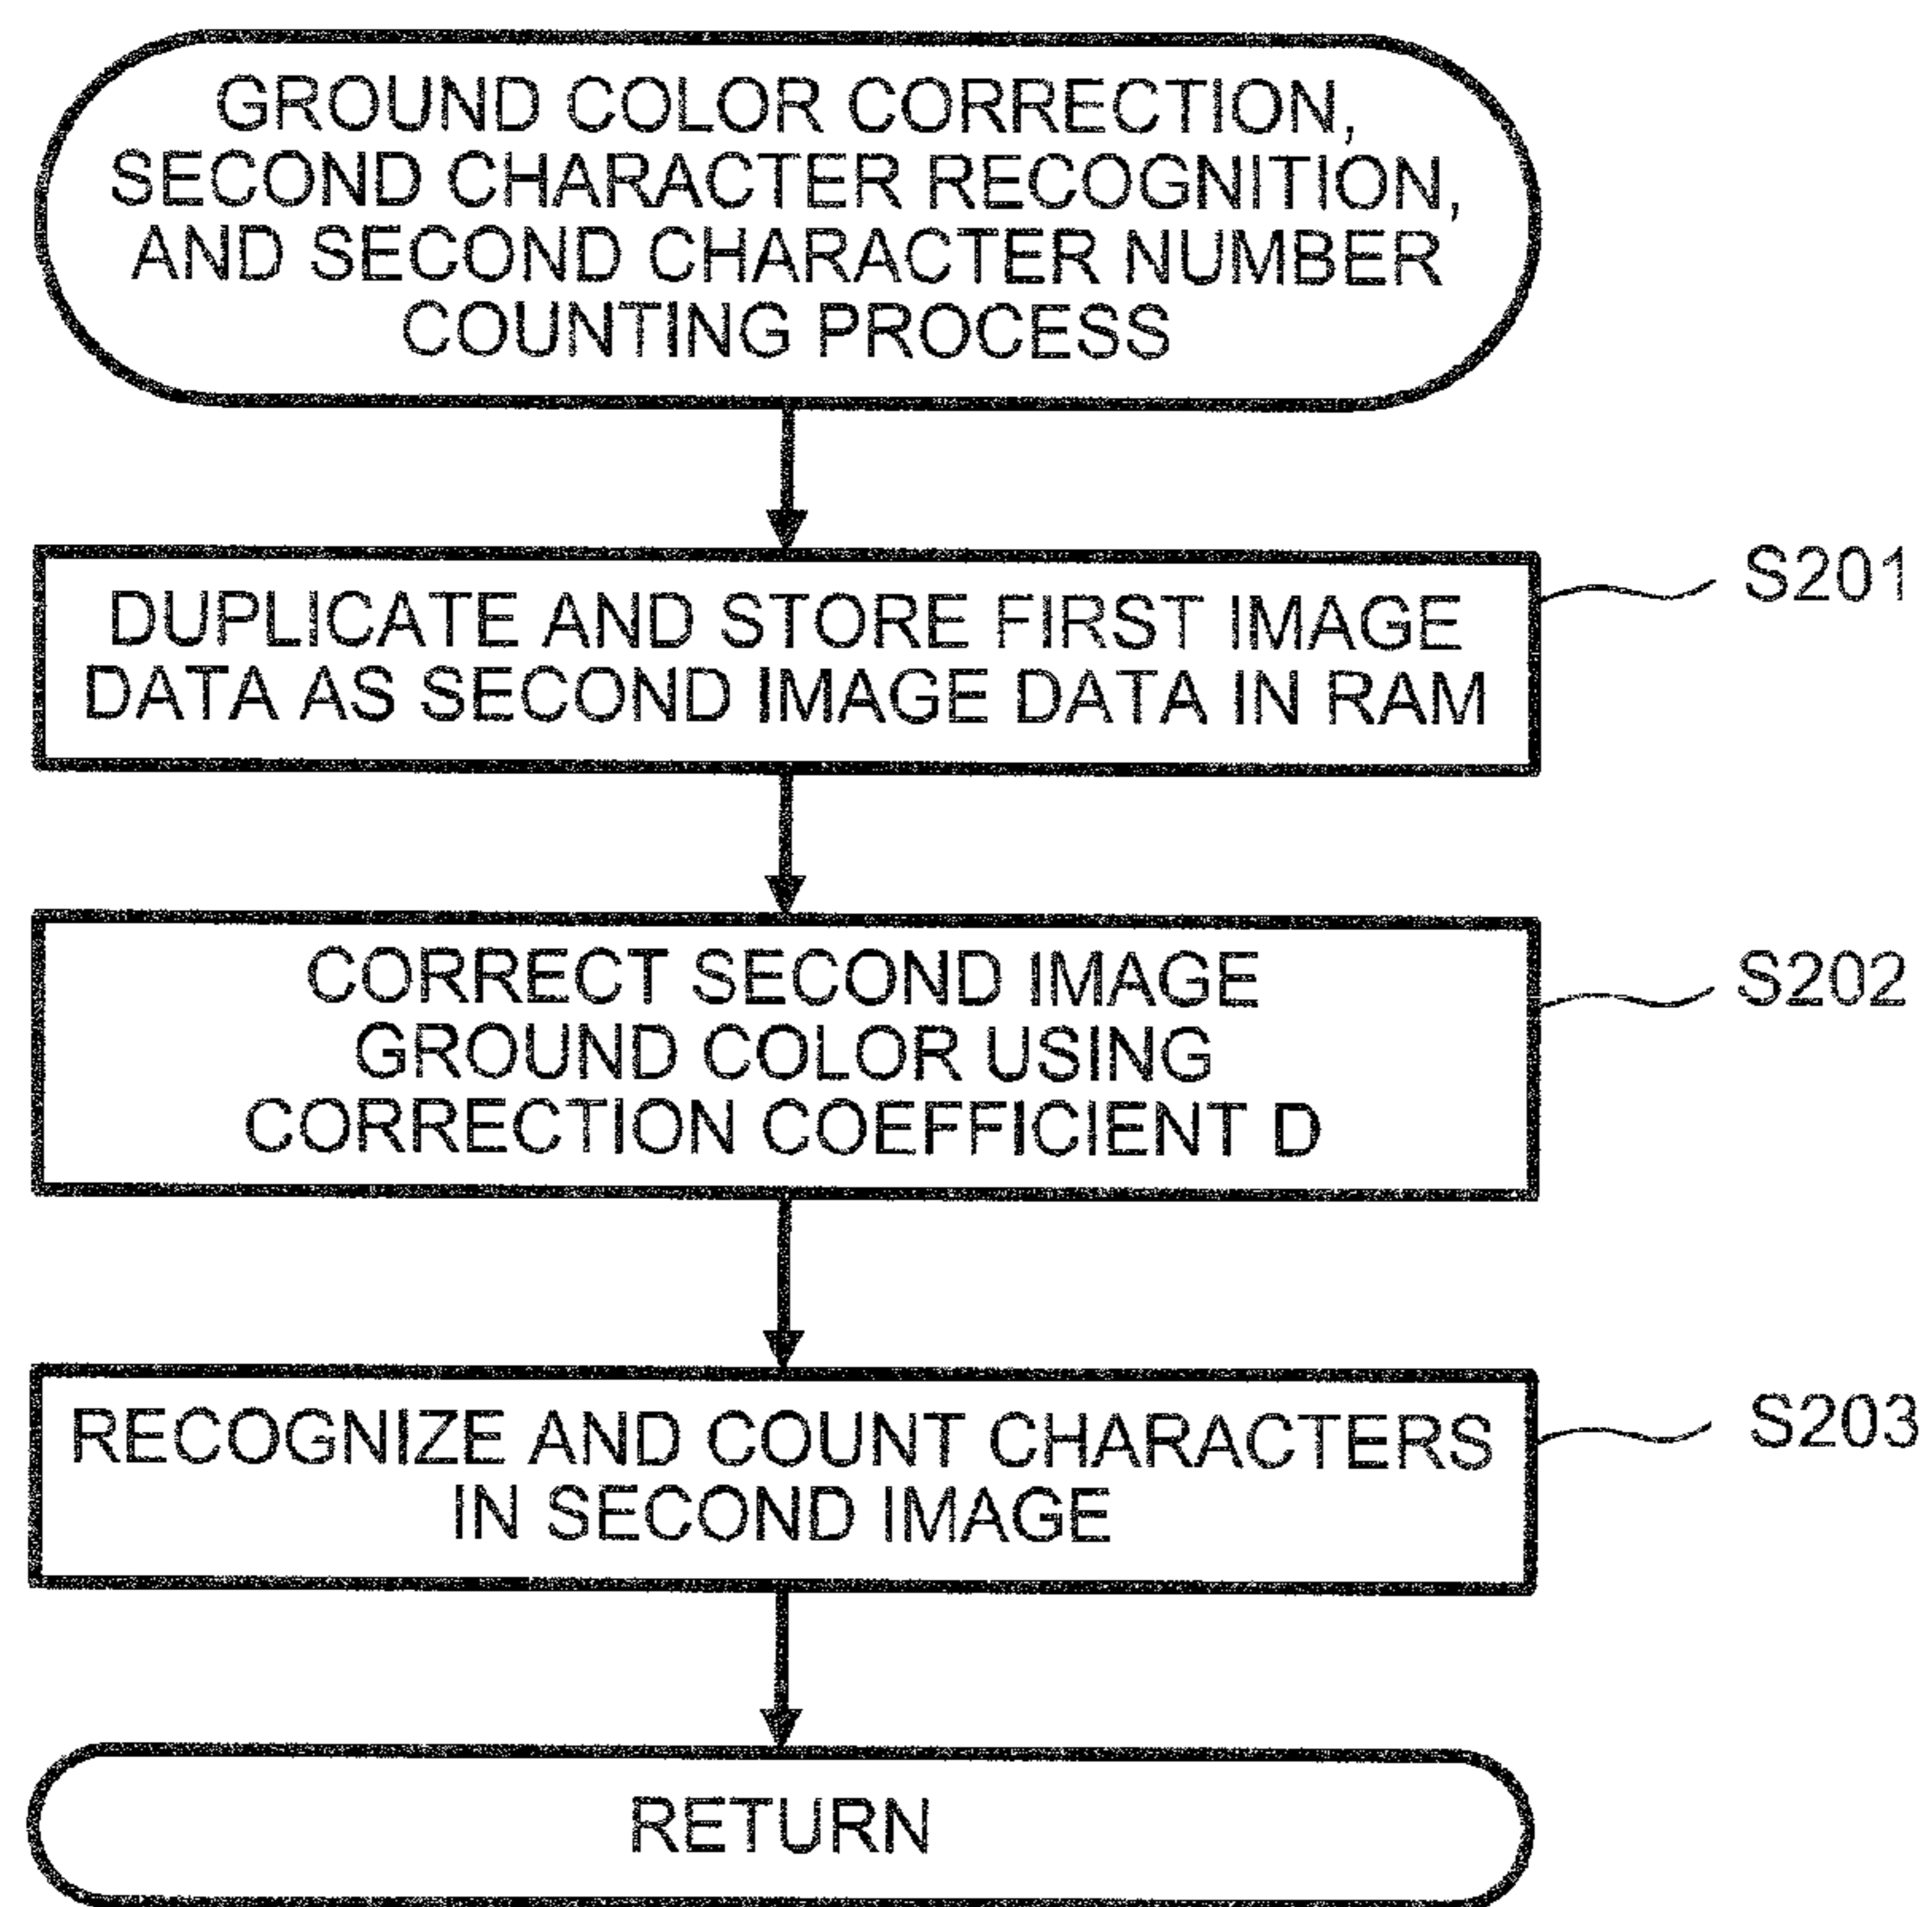 GROUND COLOR CORRECTION,
SECOND CHARACTER RECOGNITION,
AND SECOND CHARACTER NUMBER
COUNTING PROCESS
S201
DUPLICATE AND STORE FIRST IMAGE
DATA AS SECOND IMAGE DATA IN RAM
S202
CORRECT SECOND IMAGE
GROUND COLOR USING
CORRECTION COEFFICIENT D
S203
RECOGNIZE AND COUNT CHARACTERS
IN SECOND IMAGE
RETURN